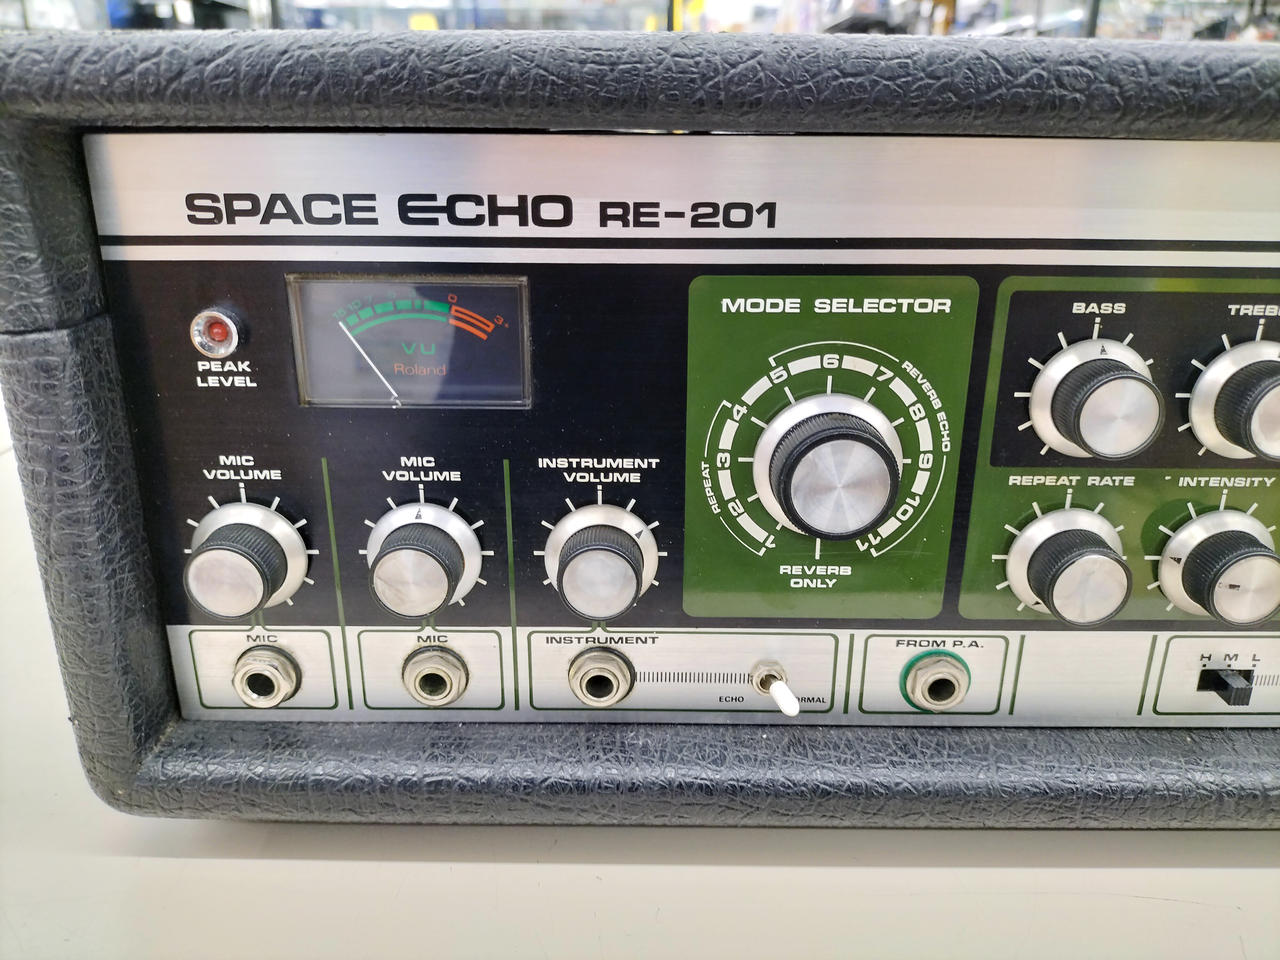 SPACE ECHO RE-201
PEAK
LEVEL
0
3+
VU
Roland
MIC
VOLUME
MIC
VOLUME
INSTRUMENT
VOLUME
MODE SELECTOR
1
2
3
4
5
6
7
8
9
10
11
REPEAT
REVERB ECHO
REVERB
ONLY
BASS
REPEAT RATE
INTENSITY
MIC
MIC
INSTRUMENT
ECHO
FROM P.A.
H M L